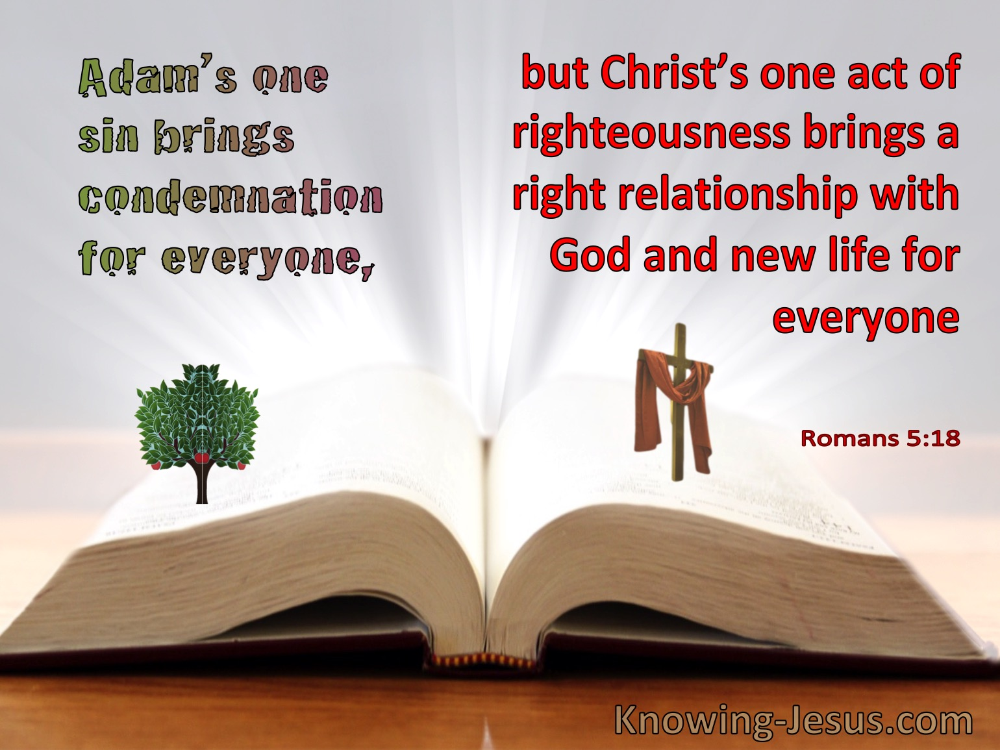 Adam's one
sin brings
condemnation
for everyone,
but Christ's one act of
righteousness brings a
right relationship with
God and new life for
everyone
Romans 5:18
Knowing-Jesus.com